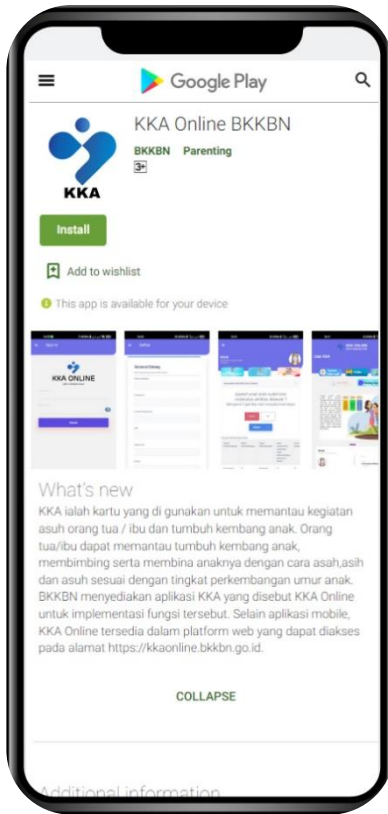 Google Play
KKA Online BKKBN
BKKBN Parenting
3+
KKA
Install
Add to wishlist
This app is available for your device
KKA ONLINE
What's new
KKA ialah kartu yang di gunakan untuk memantau kegiatan
asuh orang tua / ibu dan tumbuh kembang anak. Orang
tua/ibu dapat memantau tumbuh kembang anak,
membimbing serta membina anaknya dengan cara asah,asih
dan asuh sesuai dengan tingkat perkembangan umur anak.
BKKBN menyediakan aplikasi KKA yang disebut KKA Online
untuk implementasi fungsi tersebut. Selain aplikasi mobile,
KKA Online tersedia dalam platform web yang dapat diakses
pada alamat https://kkaonline.bkkbn.go.id.
COLLAPSE
Additional information